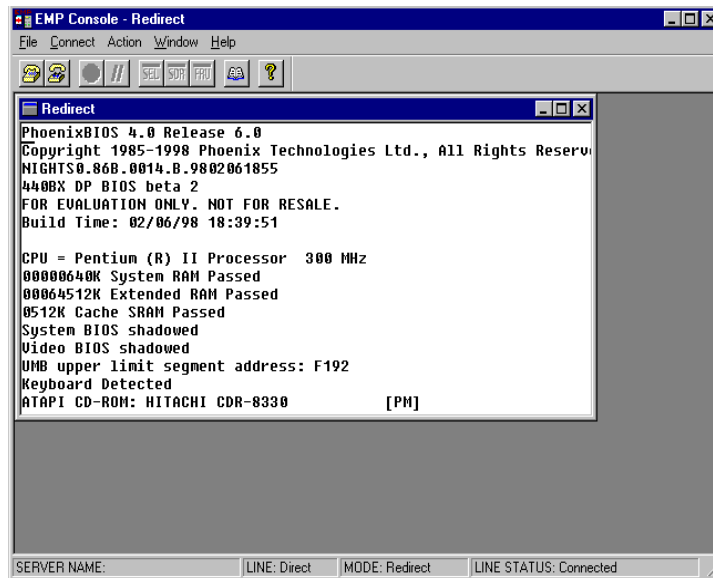 EMP Console - Redirect
File Connect Action Window Help
SEL SDR FRU ?
Redirect
PhoenixBIOS 4.0 Release 6.0
Copyright 1985-1998 Phoenix Technologies Ltd., All Rights Reserv
NIGHTS0.86B.0014.B.9802061855
440BX DP BIOS beta 2
FOR EVALUATION ONLY. NOT FOR RESALE.
Build Time: 02/06/98 18:39:51
CPU = Pentium (R) II Processor 300 MHz
00000640K System RAM Passed
00064512K Extended RAM Passed
0512K Cache SRAM Passed
System BIOS shadowed
Video BIOS shadowed
UMB upper limit segment address: F192
Keyboard Detected
ATAPI CD-ROM: HITACHI CDR-8330 [PM]
SERVER NAME: LINE: Direct MODE: Redirect LINE STATUS: Connected